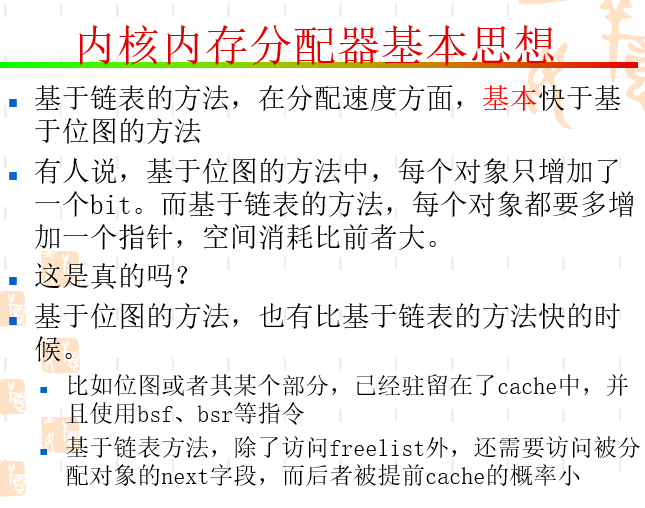 内核内存分配器基本思想
基于链表的方法，在分配速度方面，基本快于基
于位图的方法
有人说，基于位图的方法中，每个对象只增加了
一个bit。而基于链表的方法，每个对象都要多增
加一个指针，空间消耗比前者大。
这是真的吗？
基于位图的方法，也有比基于链表的方法快的时
候。
比如位图或者其某个部分，已经驻留在了cache中，并
且使用bsf、bsr等指令
基于链表方法，除了访问freelist外，还需要访问被分
配对象的next字段，而后者被提前cache的概率小